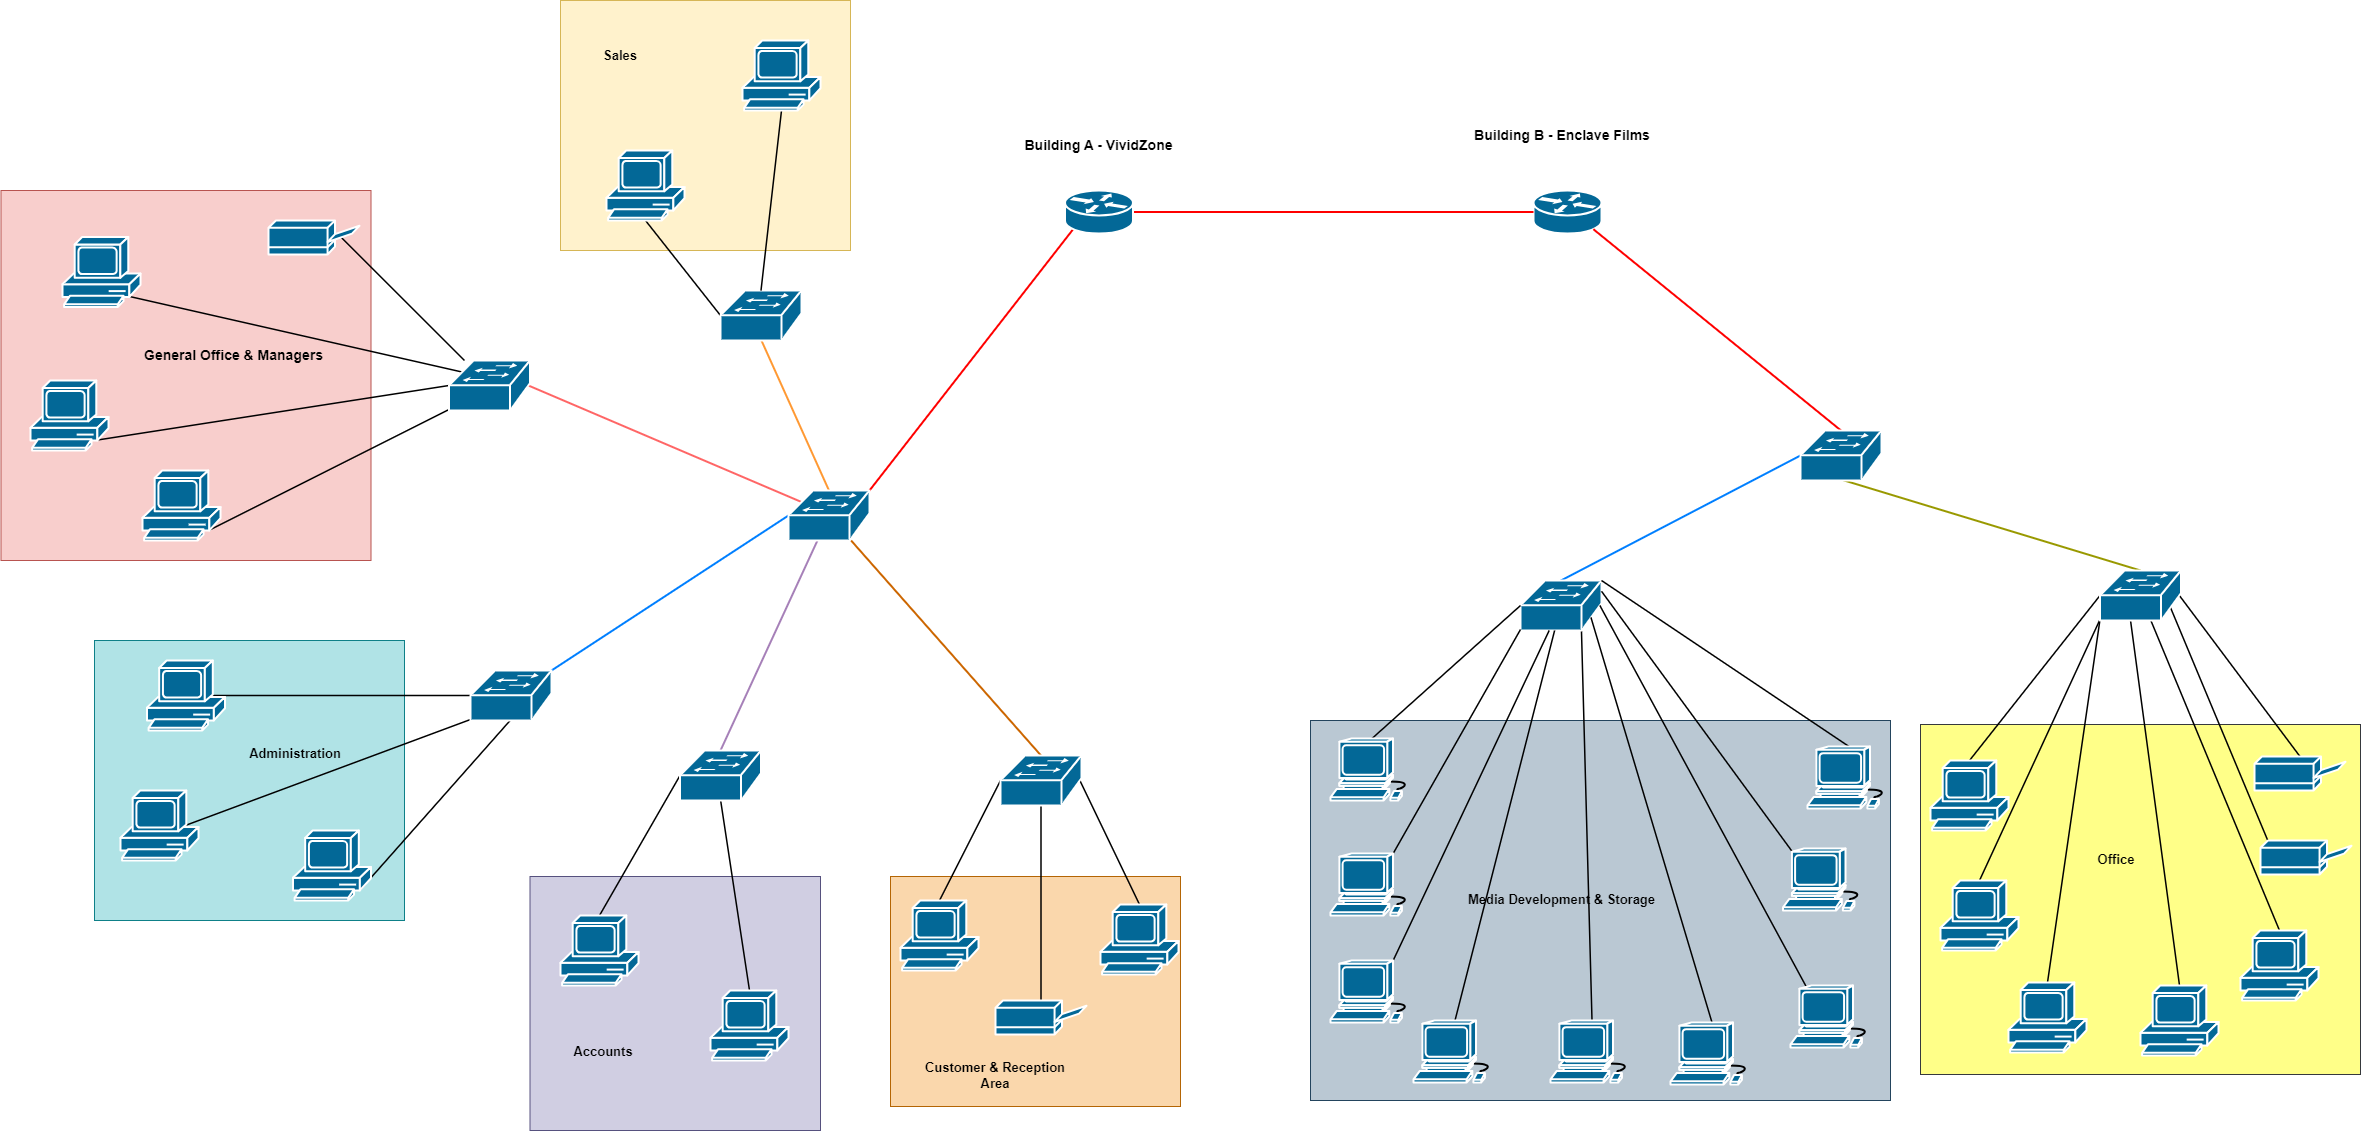 Sales
Building A - VividZone
Building B - Enclave Films
General Office & Managers
Administration
Accounts
Customer & Reception
Area
Media Development & Storage
Office